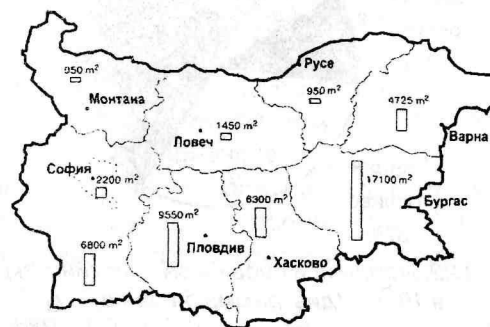 950 m²
Монтана
Русе
950 m²
4725 m²
1450 m²
Ловеч
Варна
София
2200 m²
17100 m²
9550 m²
6300 m²
Бургас
6800 m²
Пловдив
Хасково